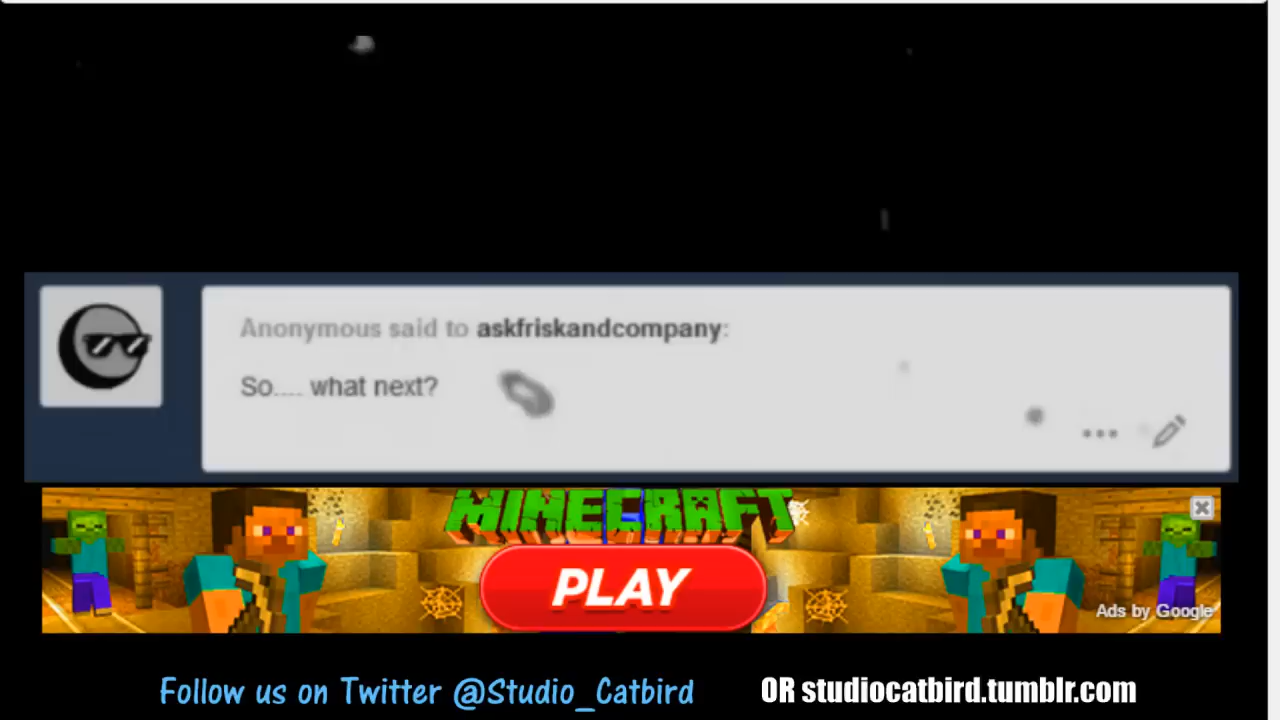 Anonymous said to askfriskandcompany:
So.... what next?
MINECRAFT
PLAY
Ads by Google
Follow us on Twitter @Studio_Catbird OR studiocatbird.tumblr.com